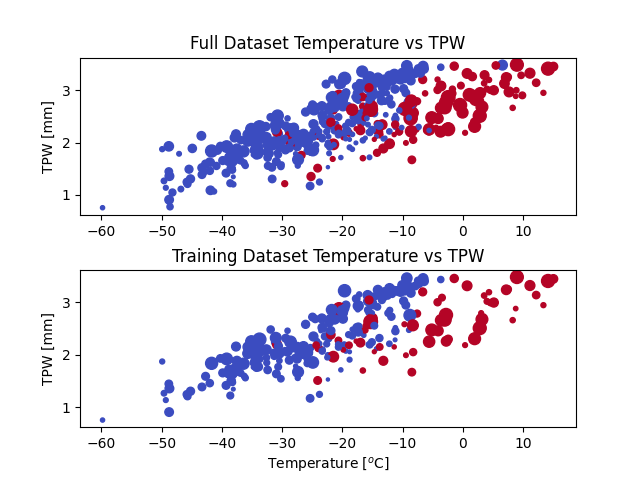 Full Dataset Temperature vs TPW
TPW [mm]
3
2
1
−60 −50 −40 −30 −20 −10 0 10
Training Dataset Temperature vs TPW
TPW [mm]
3
2
1
−60 −50 −40 −30 −20 −10 0 10
Temperature [°C]